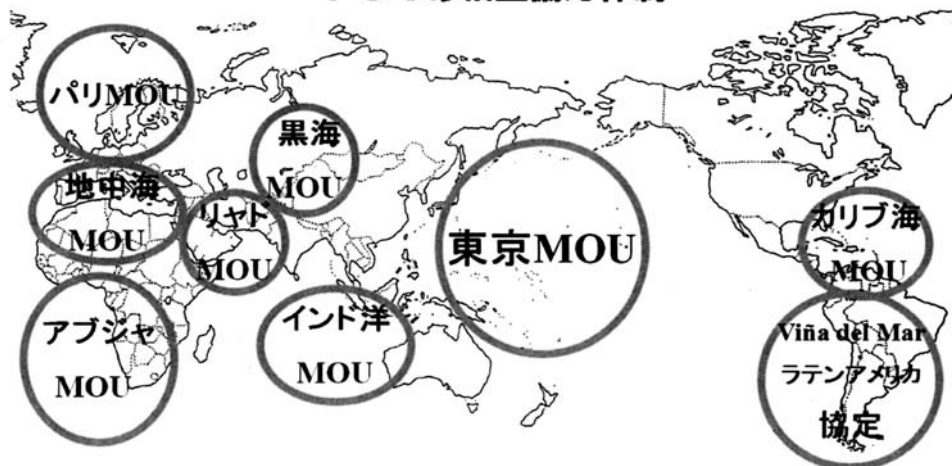 パリMOU
黒海
MOU
地中海
MOU
リヤド
MOU
東京MOU
カリブ海
MOU
アブジャ
MOU
インド洋
MOU
Viña del Mar
ラテンアメリカ
協定